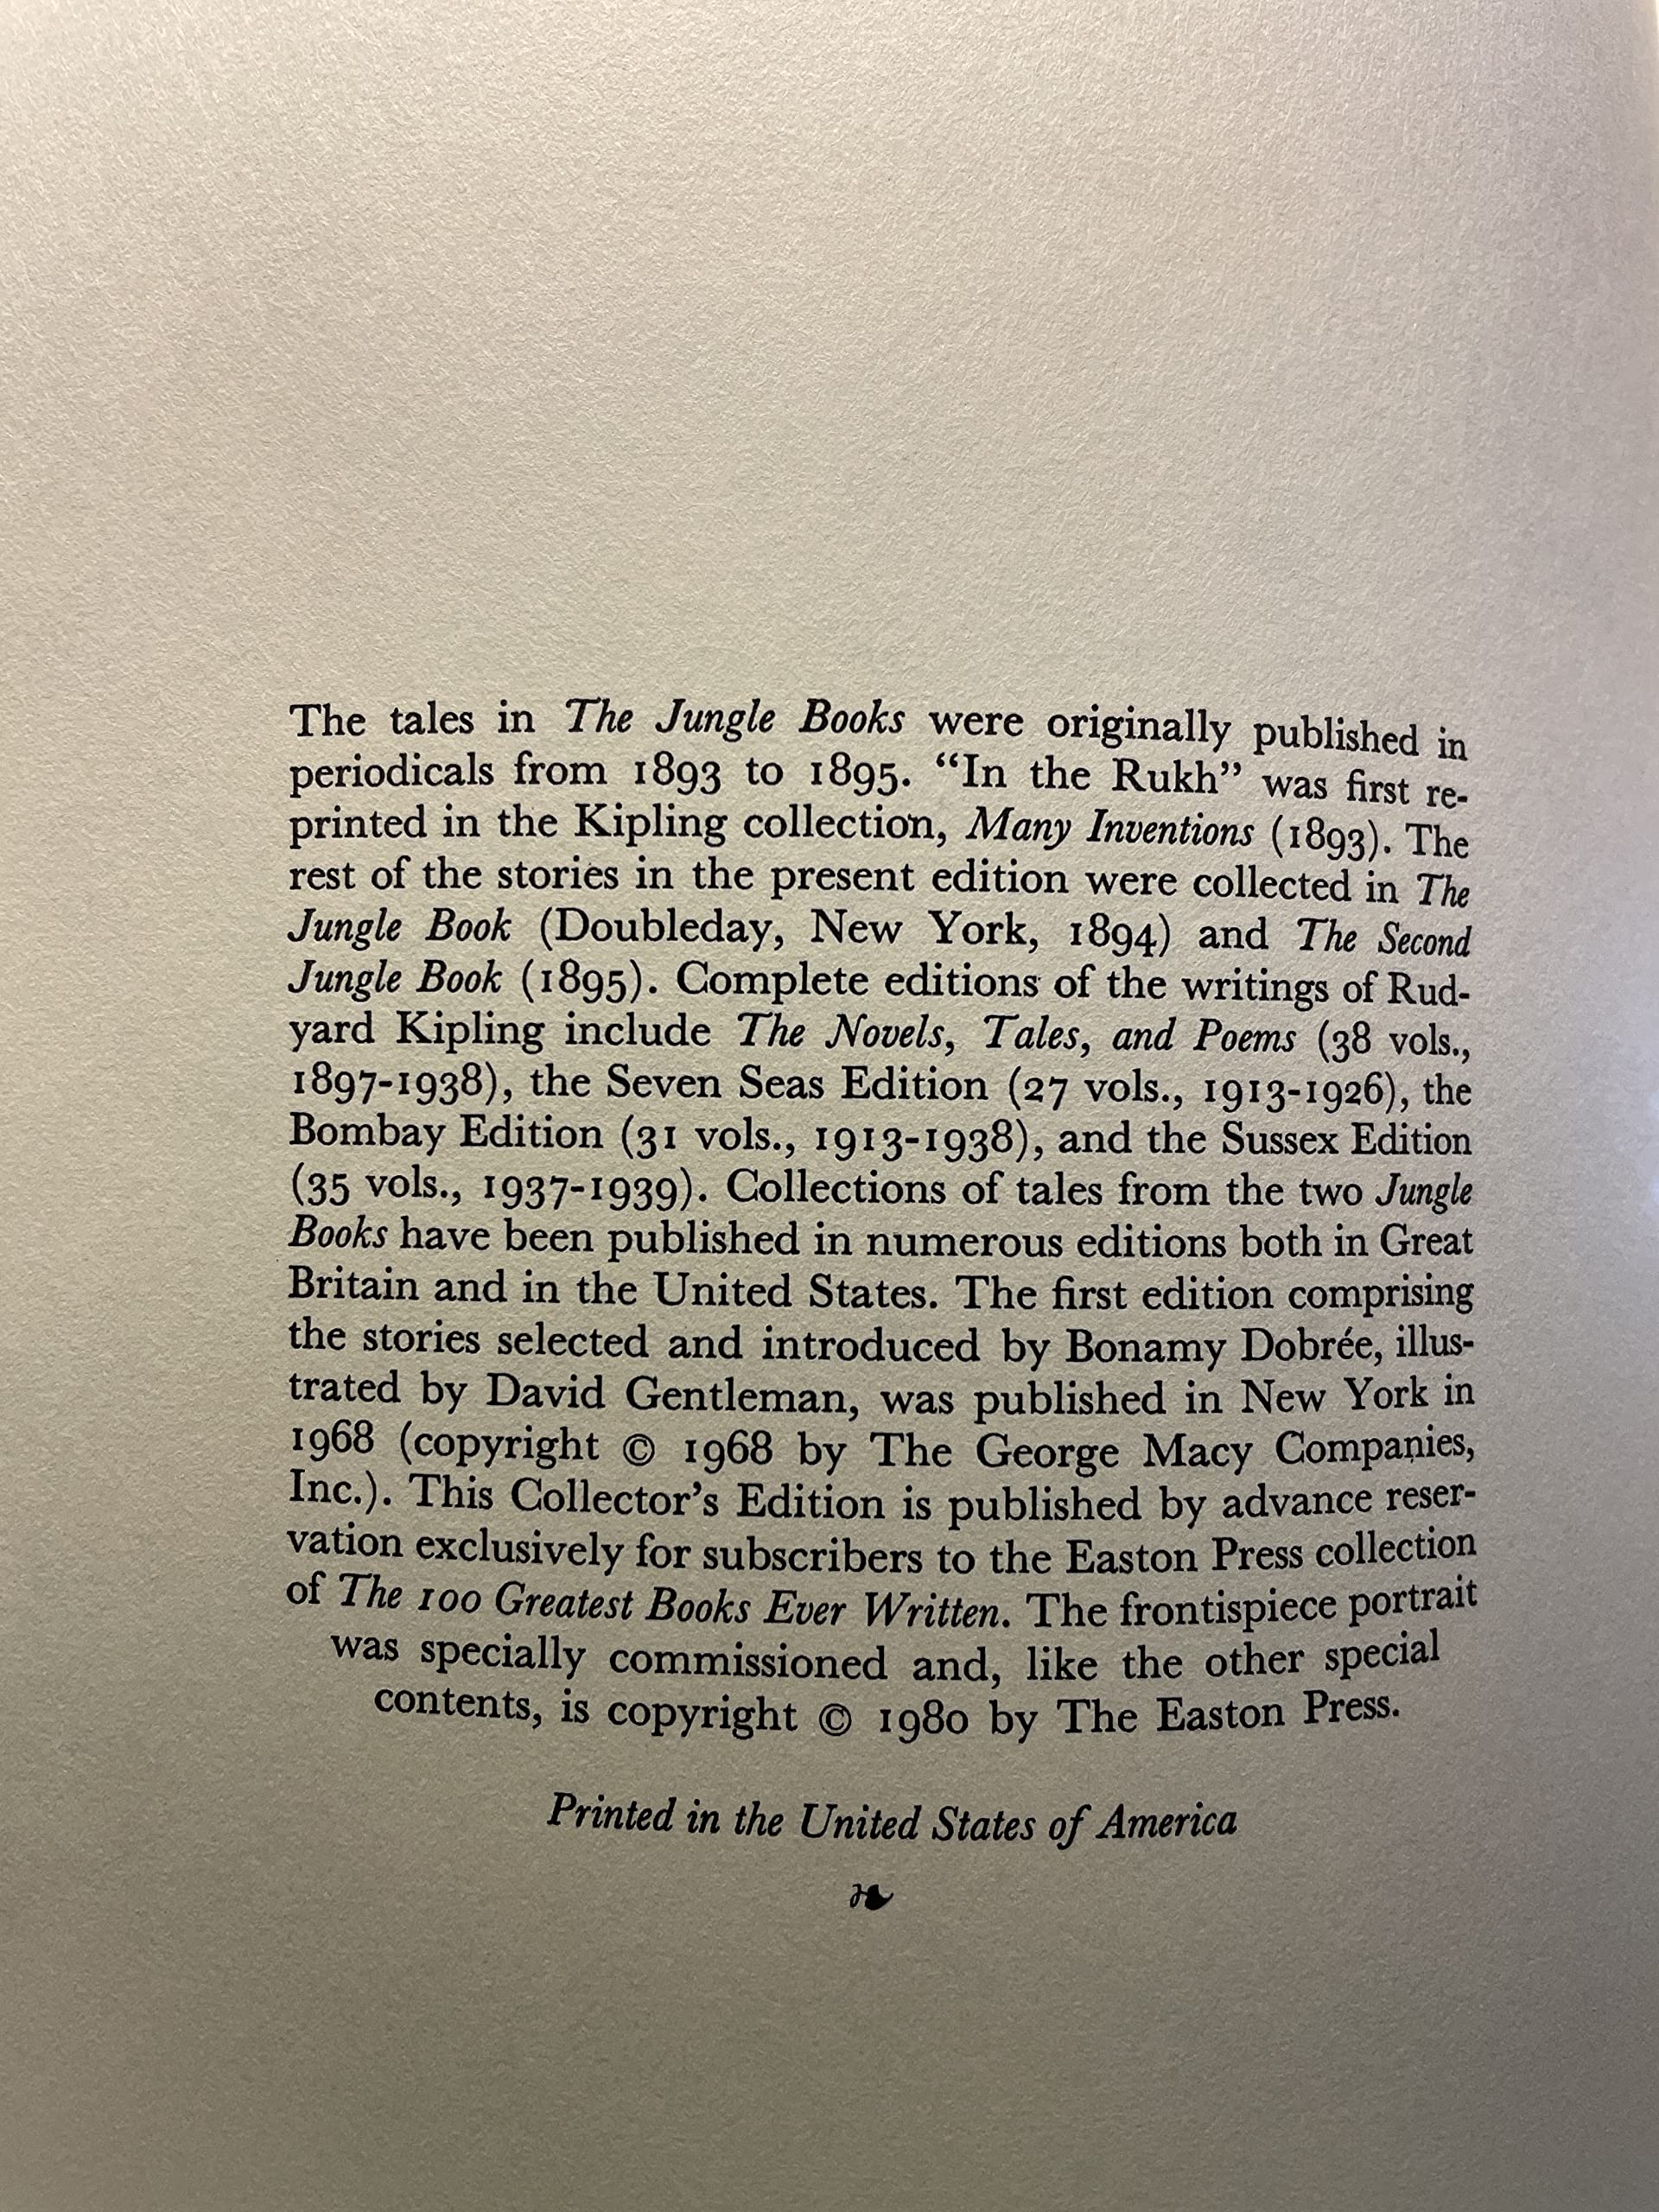 The tales in The Jungle Books were originally published in
periodicals from 1893 to 1895. “In the Rukh” was first re-
printed in the Kipling collection, Many Inventions (1893). The
rest of the stories in the present edition were collected in The
Jungle Book (Doubleday, New York, 1894) and The Second
Jungle Book (1895). Complete editions of the writings of Rud-
yard Kipling include The Novels, Tales, and Poems (38 vols.,
1897-1938), the Seven Seas Edition (27 vols., 1913-1926), the
Bombay Edition (31 vols., 1913-1938), and the Sussex Edition
(35 vols., 1937-1939). Collections of tales from the two Jungle
Books have been published in numerous editions both in Great
Britain and in the United States. The first edition comprising
the stories selected and introduced by Bonamy Dobrée, illus-
trated by David Gentleman, was published in New York in
1968 (copyright © 1968 by The George Macy Companies,
Inc.). This Collector’s Edition is published by advance reser-
vation exclusively for subscribers to the Easton Press collection
of The 100 Greatest Books Ever Written. The frontispiece portrait
was specially commissioned and, like the other special
contents, is copyright © 1980 by The Easton Press.
Printed in the United States of America